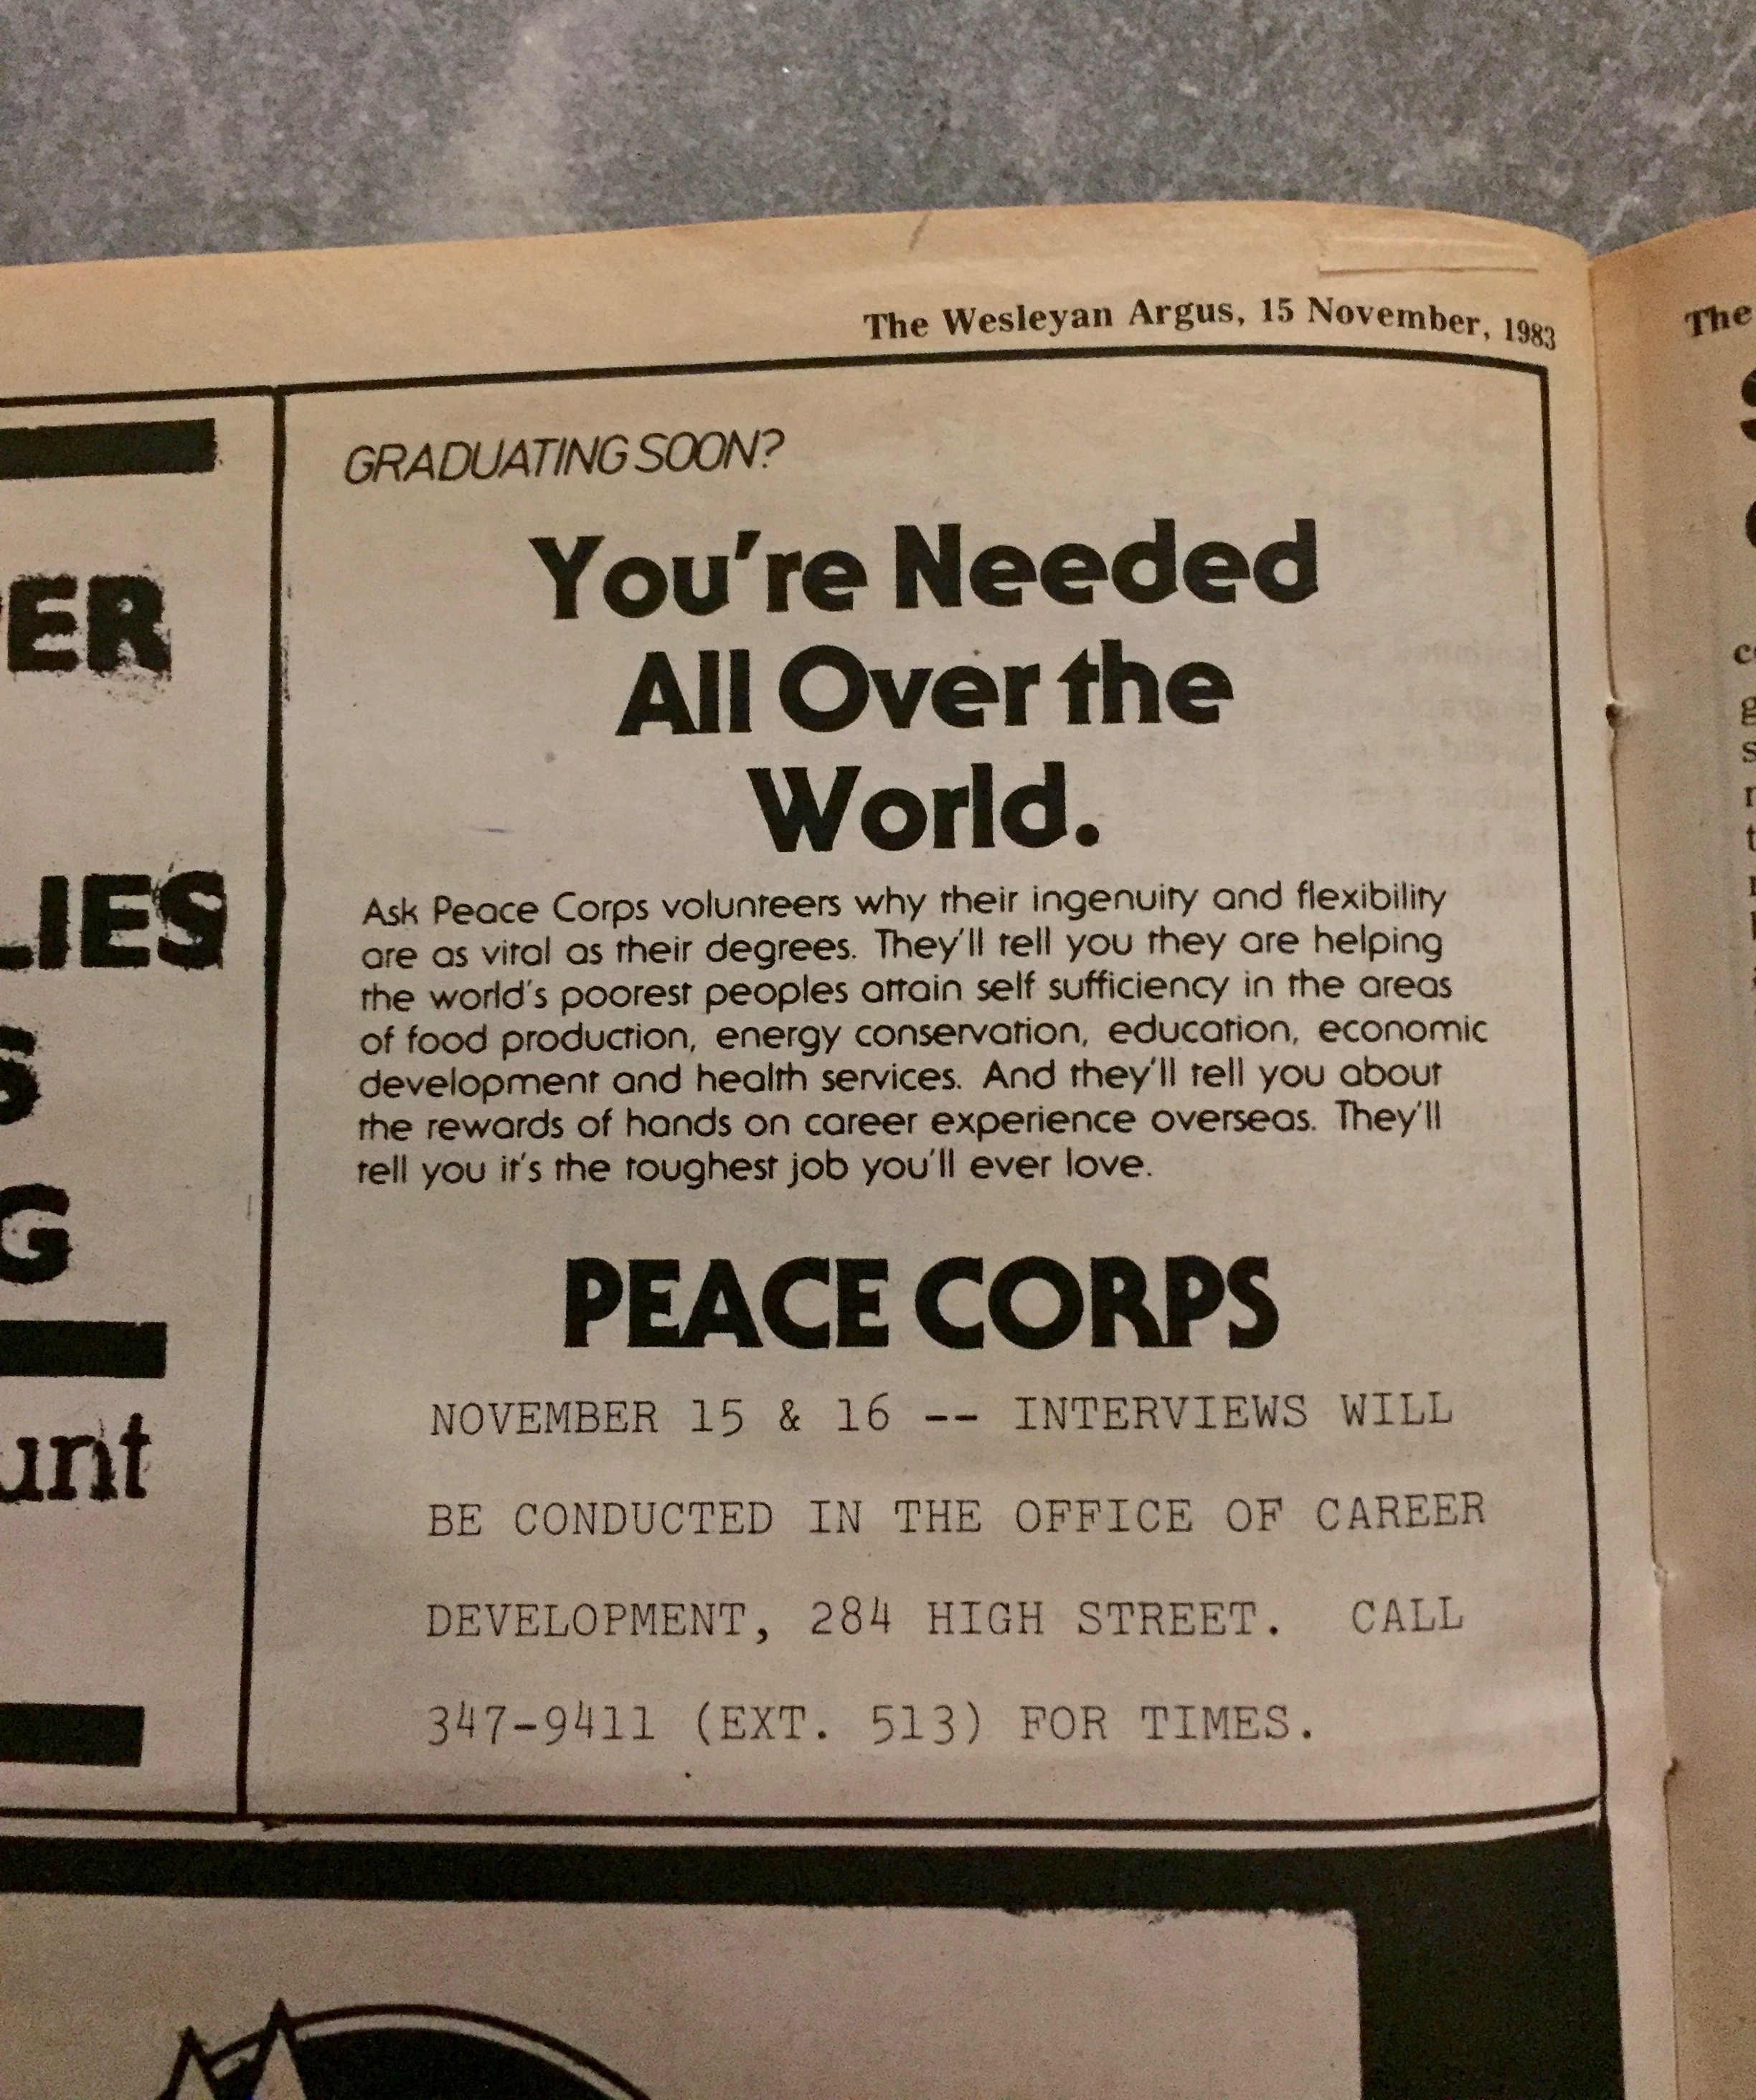 The Wesleyan Argus, 15 November, 1983
GRADUATING SOON?
You're Needed
All Over the
World.
Ask Peace Corps volunteers why their ingenuity and flexibility
are as vital as their degrees. They'll tell you they are helping
the world's poorest peoples attain self sufficiency in the areas
of food production, energy conservation, education, economic
development and health services. And they'll tell you about
the rewards of hands on career experience overseas. They'll
tell you it's the toughest job you'll ever love.
PEACE CORPS
NOVEMBER 15 & 16 -- INTERVIEWS WILL
BE CONDUCTED IN THE OFFICE OF CAREER
DEVELOPMENT, 284 HIGH STREET. CALL
347-9411 (EXT. 513) FOR TIMES.
The